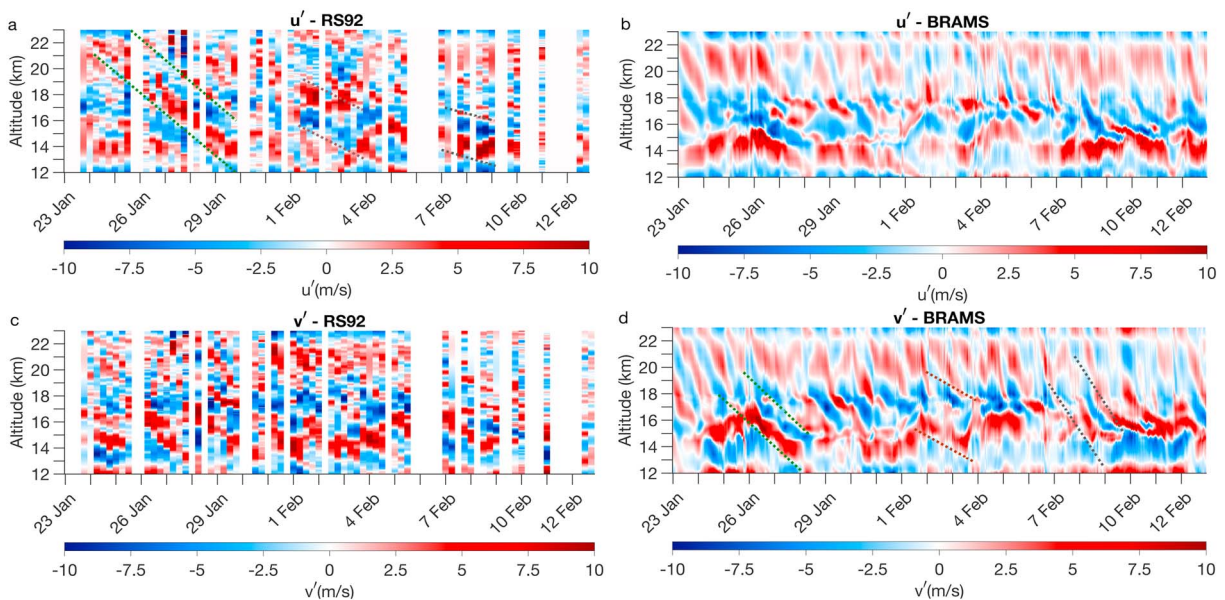 a
u′ - RS92
Altitude (km)
22
20
18
16
14
12
23 Jan
26 Jan
29 Jan
1 Feb
4 Feb
7 Feb
10 Feb
12 Feb
-10
-7.5
-5
-2.5
0
2.5
5
7.5
10
u′(m/s)
b
u′ - BRAMS
Altitude (km)
22
20
18
16
14
12
23 Jan
26 Jan
29 Jan
1 Feb
4 Feb
7 Feb
10 Feb
12 Feb
-10
-7.5
-5
-2.5
0
2.5
5
7.5
10
u′(m/s)
c
v′ - RS92
Altitude (km)
22
20
18
16
14
12
23 Jan
26 Jan
29 Jan
1 Feb
4 Feb
7 Feb
10 Feb
12 Feb
-10
-7.5
-5
-2.5
0
2.5
5
7.5
10
v′(m/s)
d
v′ - BRAMS
Altitude (km)
22
20
18
16
14
12
23 Jan
26 Jan
29 Jan
1 Feb
4 Feb
7 Feb
10 Feb
12 Feb
-10
-7.5
-5
-2.5
0
2.5
5
7.5
10
v′(m/s)